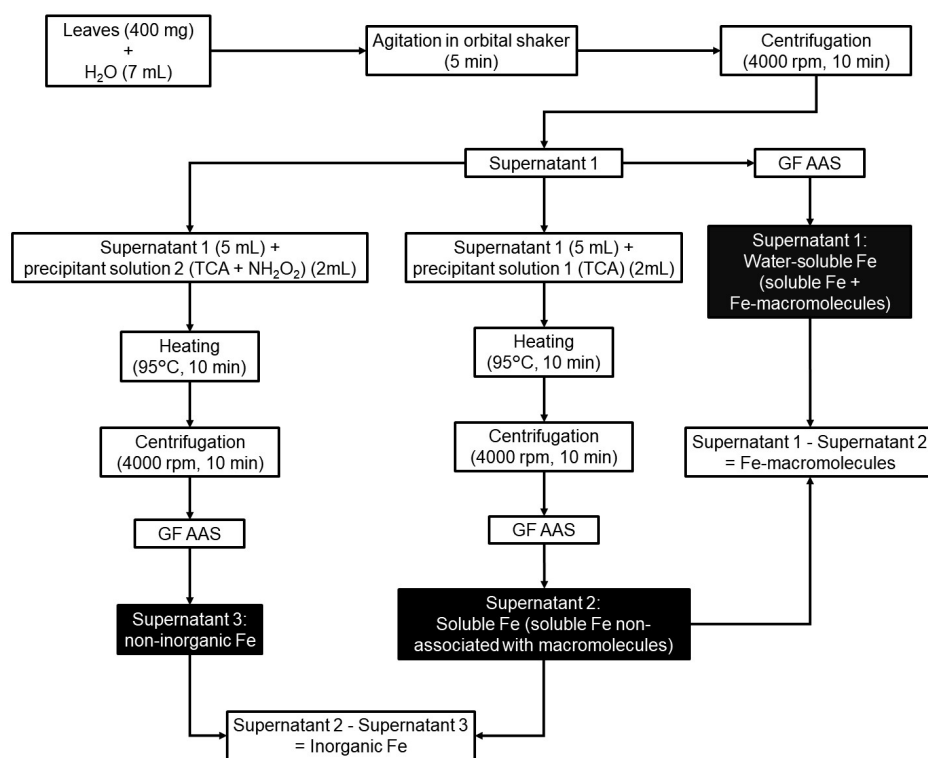 Leaves (400 mg)
+
H₂O (7 mL)
Agitation in orbital shaker
(5 min)
Centrifugation
(4000 rpm, 10 min)
Supernatant 1
GF AAS
Supernatant 1 (5 mL) +
precipitant solution 2 (TCA + NH₂O₂) (2mL)
Supernatant 1 (5 mL) +
precipitant solution 1 (TCA) (2mL)
Supernatant 1:
Water-soluble Fe
(soluble Fe +
Fe-macromolecules)
Heating
(95°C, 10 min)
Heating
(95°C, 10 min)
Centrifugation
(4000 rpm, 10 min)
Centrifugation
(4000 rpm, 10 min)
Supernatant 1 - Supernatant 2
= Fe-macromolecules
GF AAS
GF AAS
Supernatant 3:
non-inorganic Fe
Supernatant 2:
Soluble Fe (soluble Fe non-
associated with macromolecules)
Supernatant 2 - Supernatant 3
= Inorganic Fe